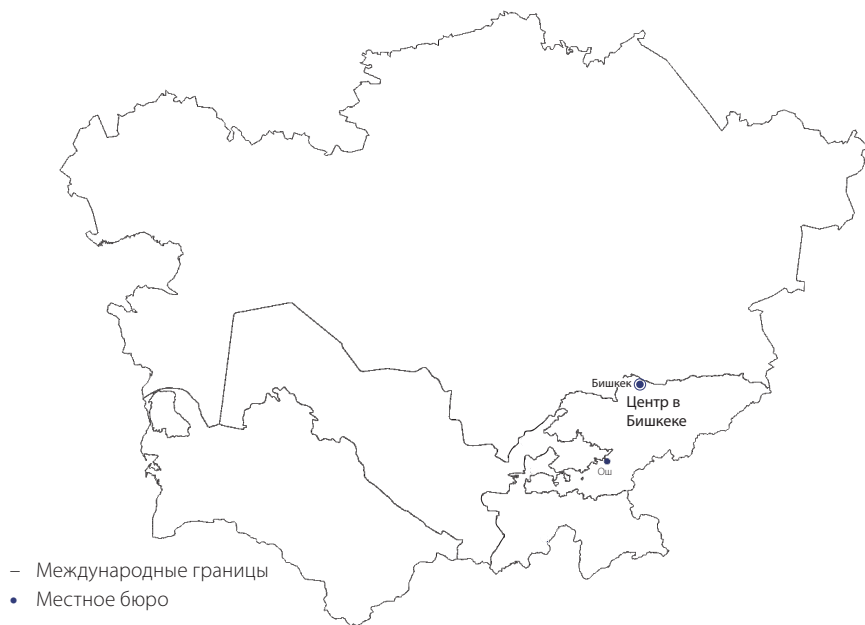 Бишкек
Центр в
Бишкеке
Ош
– Международные границы
• Местное бюро